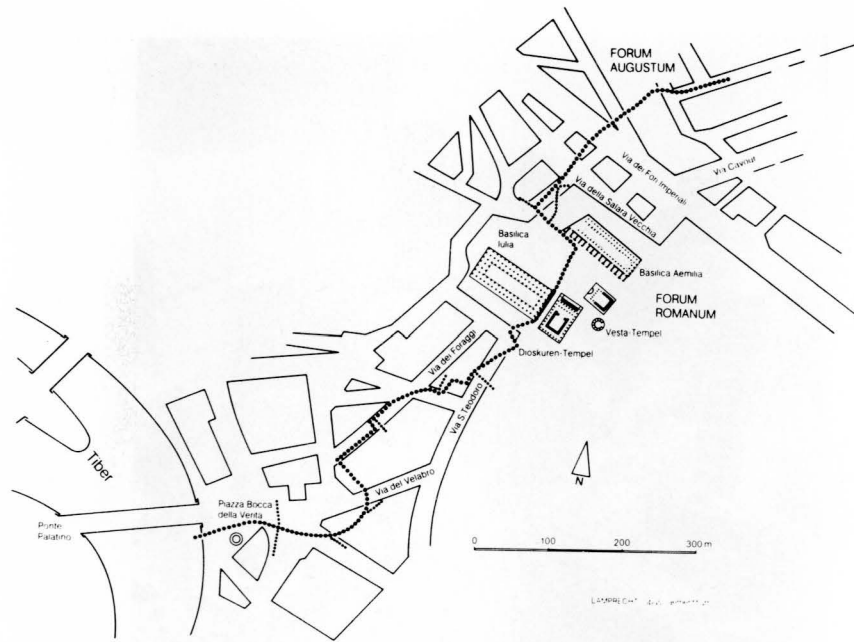 FORUM
AUGUSTUM
Via Cavour
Via dei Fori Imperiali
Via della Salara Vecchia
Basilica
Iulia
Basilica Aemilia
FORUM
ROMANUM
Vesta-Tempel
Dioskuren-Tempel
Via dei Foraggi
Via S. Teodoro
Tiber
Via del Velabro
Piazza Bocca
della Verità
Ponte
Palatino
N
0 100 200 300 m
LAMPRECHT